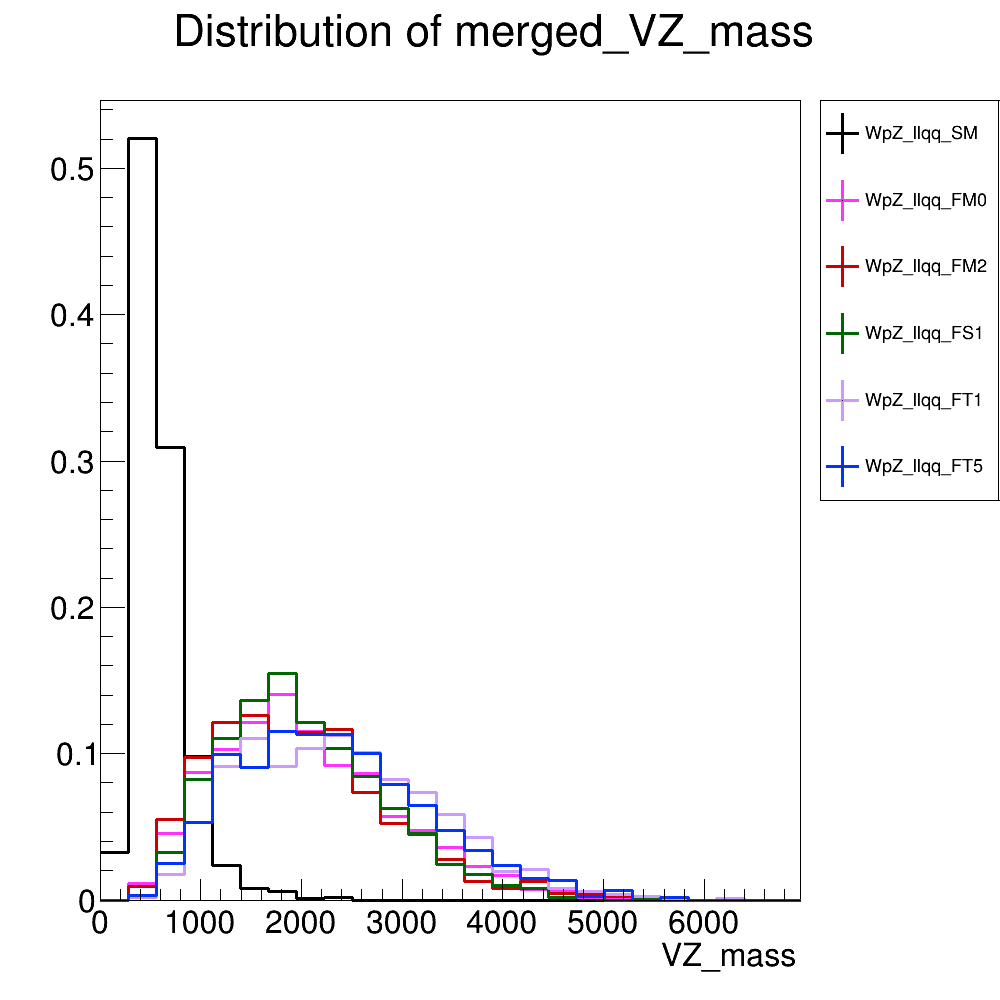 Distribution of merged_VZ_mass
WpZ_llqq_SM
WpZ_llqq_FM0
WpZ_llqq_FM2
WpZ_llqq_FS1
WpZ_llqq_FT1
WpZ_llqq_FT5
0.5
0.4
0.3
0.2
0.1
0
0 1000 2000 3000 4000 5000 6000
VZ_mass